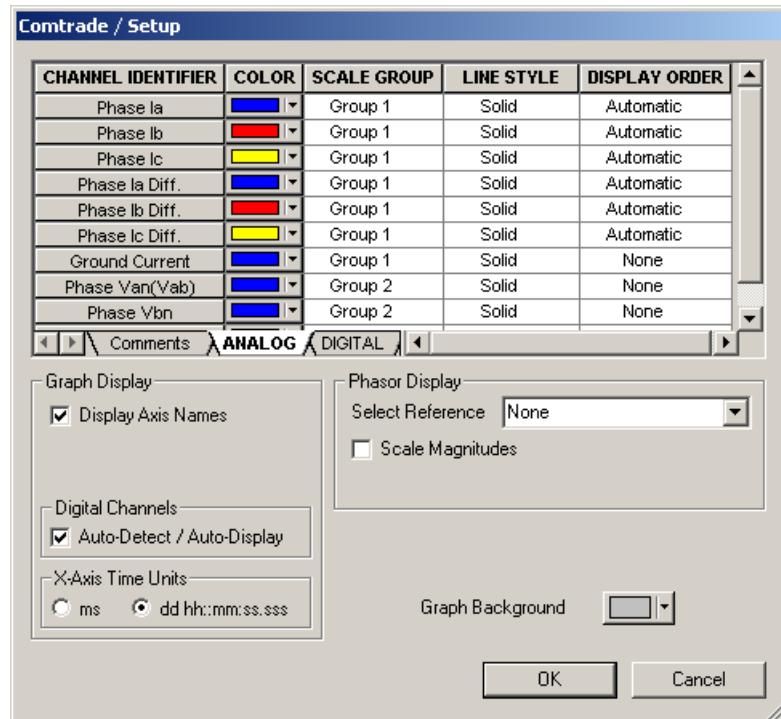 Comtrade / Setup
CHANNEL IDENTIFIER COLOR SCALE GROUP LINE STYLE DISPLAY ORDER
Phase Ia Group 1 Solid Automatic
Phase Ib Group 1 Solid Automatic
Phase Ic Group 1 Solid Automatic
Phase Ia Diff. Group 1 Solid Automatic
Phase Ib Diff. Group 1 Solid Automatic
Phase Ic Diff. Group 1 Solid Automatic
Ground Current Group 1 Solid None
Phase Van(Vab) Group 2 Solid None
Phase Vbn Group 2 Solid None
Comments ANALOG DIGITAL
Graph Display
Display Axis Names
Digital Channels
Auto-Detect / Auto-Display
X-Axis Time Units
ms dd hh::mm:ss.sss
Phasor Display
Select Reference None
Scale Magnitudes
Graph Background
OK Cancel